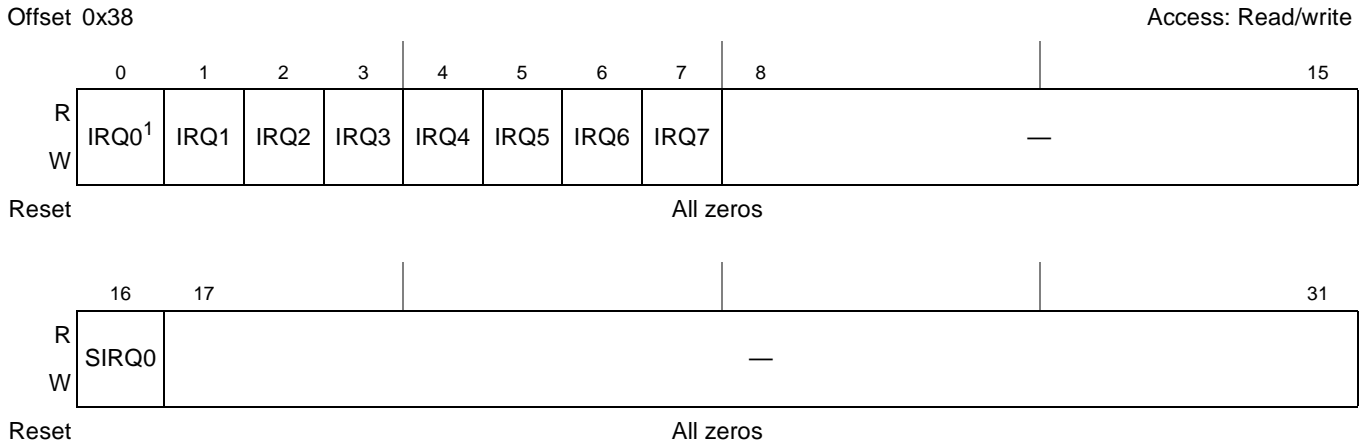 Offset 0x38 Access: Read/write
0 1 2 3 4 5 6 7 8 15
R
W
IRQ0¹ IRQ1 IRQ2 IRQ3 IRQ4 IRQ5 IRQ6 IRQ7 —
Reset All zeros
16 17 31
R
W
SIRQ0 —
Reset All zeros